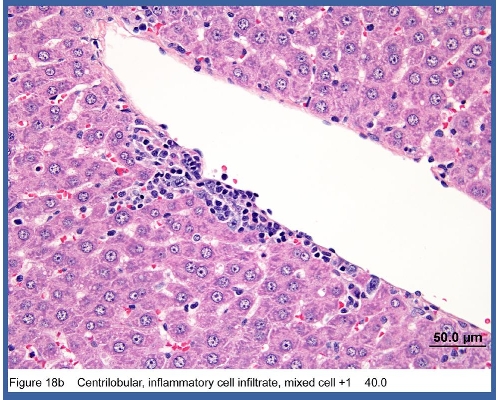 50.0 µm
Figure 18b Centrilobular, inflammatory cell infiltrate, mixed cell +1 40.0